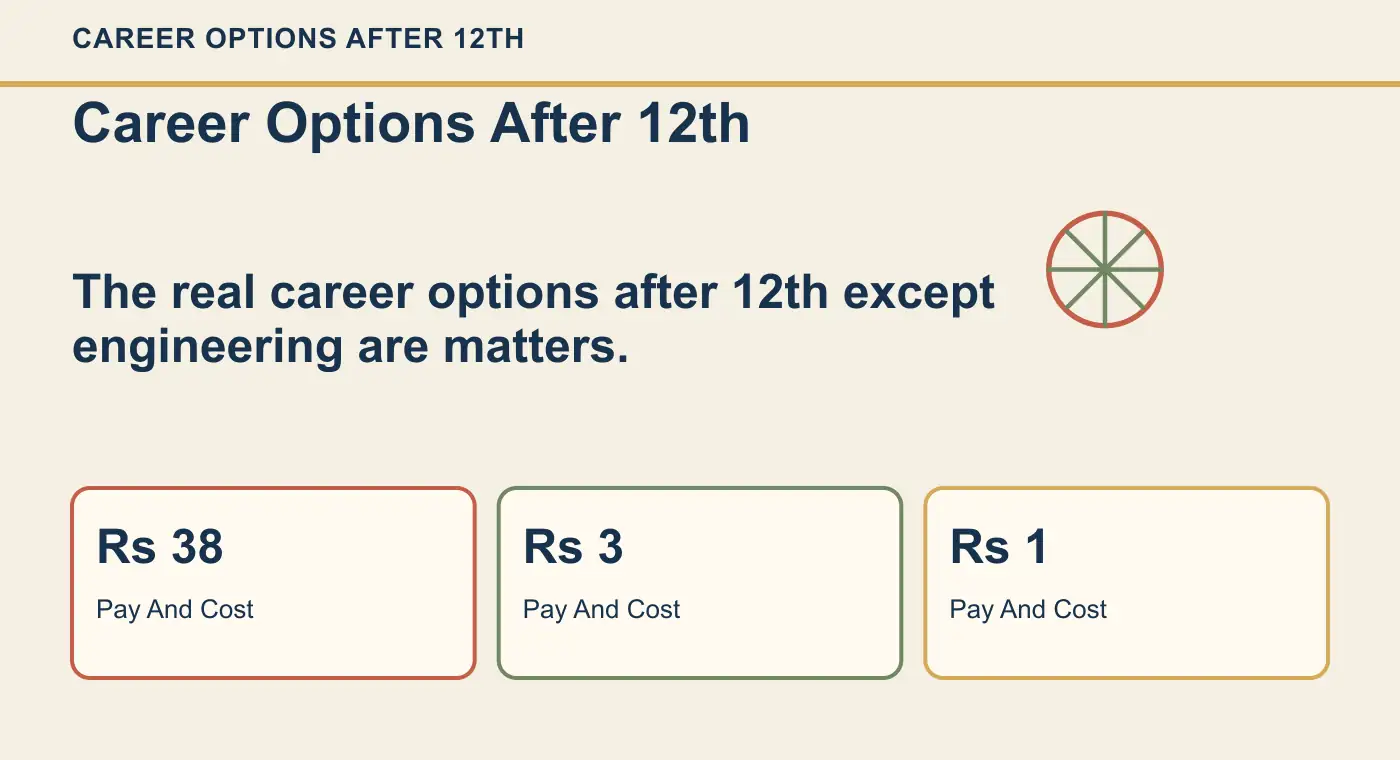 CAREER OPTIONS AFTER 12TH
Career Options After 12th
The real career options after 12th except
engineering are matters.
Rs 38
Pay And Cost
Rs 3
Pay And Cost
Rs 1
Pay And Cost